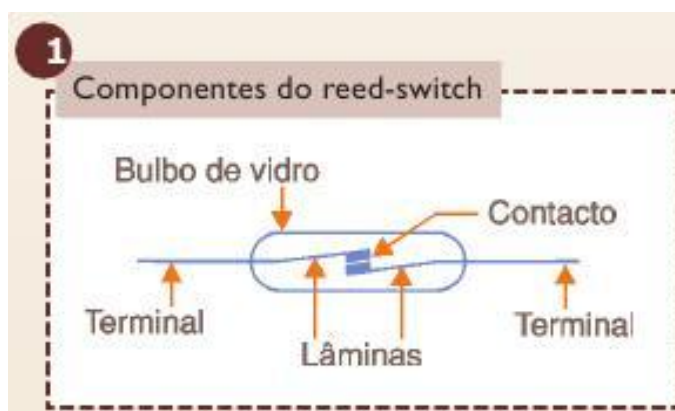 1
Componentes do reed-switch
Bulbo de vidro
Contacto
Terminal
Terminal
Lâminas